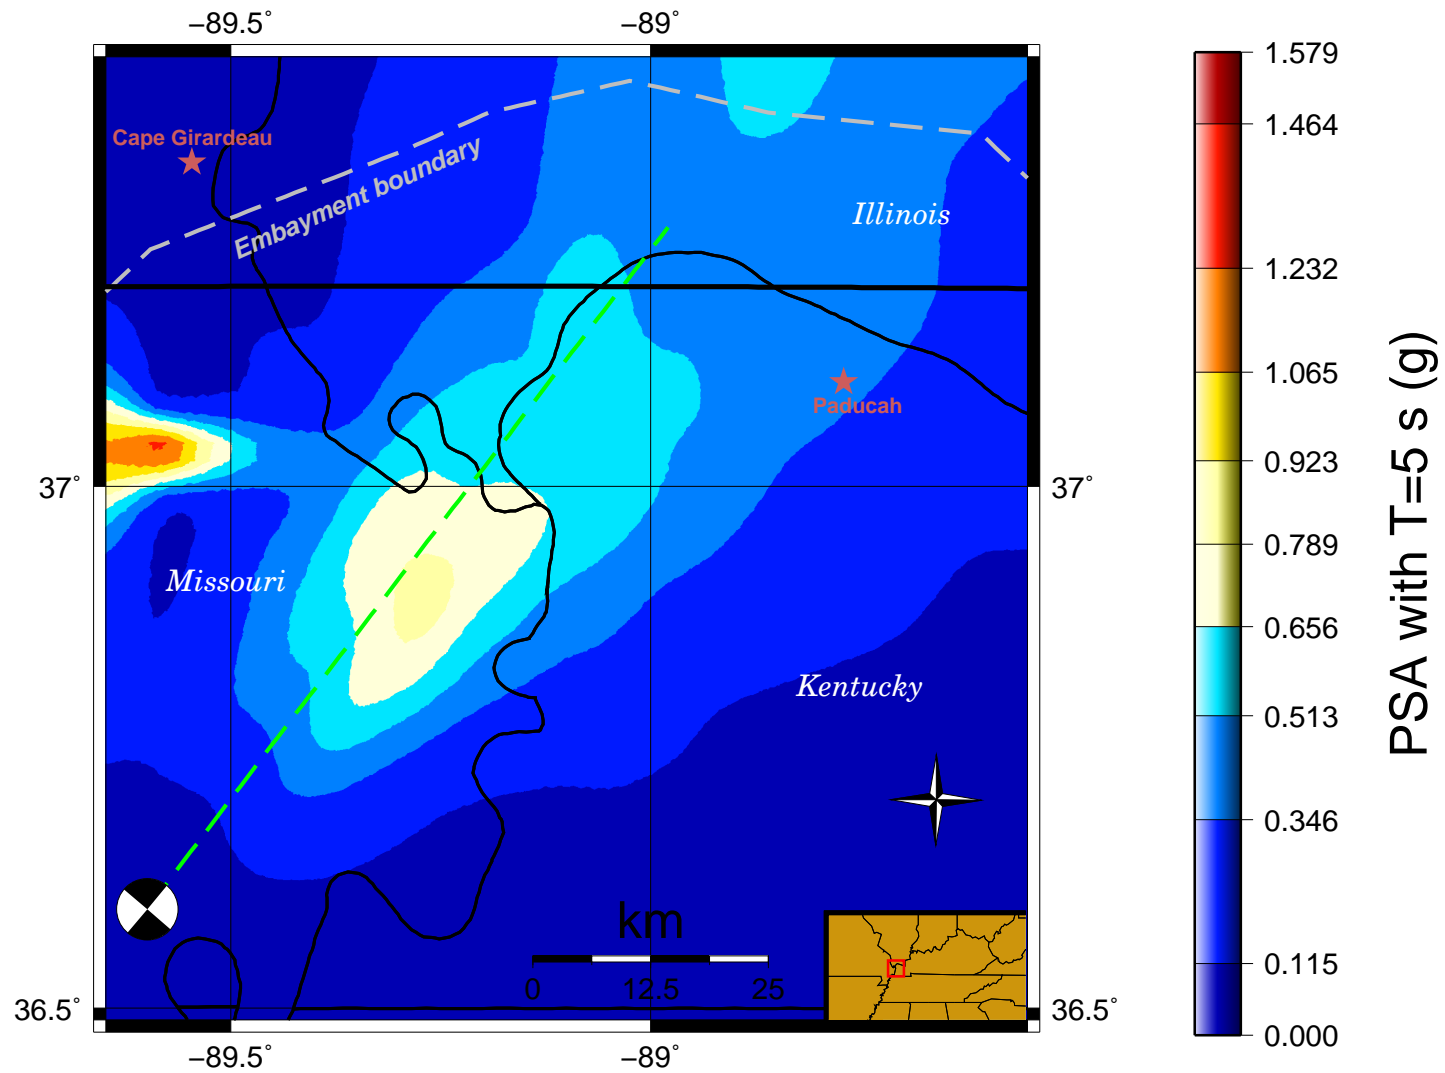 −89.5˚
−89˚
1.579
1.464
Cape Girardeau
Embayment boundary
Illinois
1.232
1.065
Paducah
0.923
37˚
37˚
0.789
Missouri
0.656
PSA with T=5 s (g)
Kentucky
0.513
0.346
km
0
12.5
25
0.115
36.5˚
36.5˚
0.000
−89.5˚
−89˚